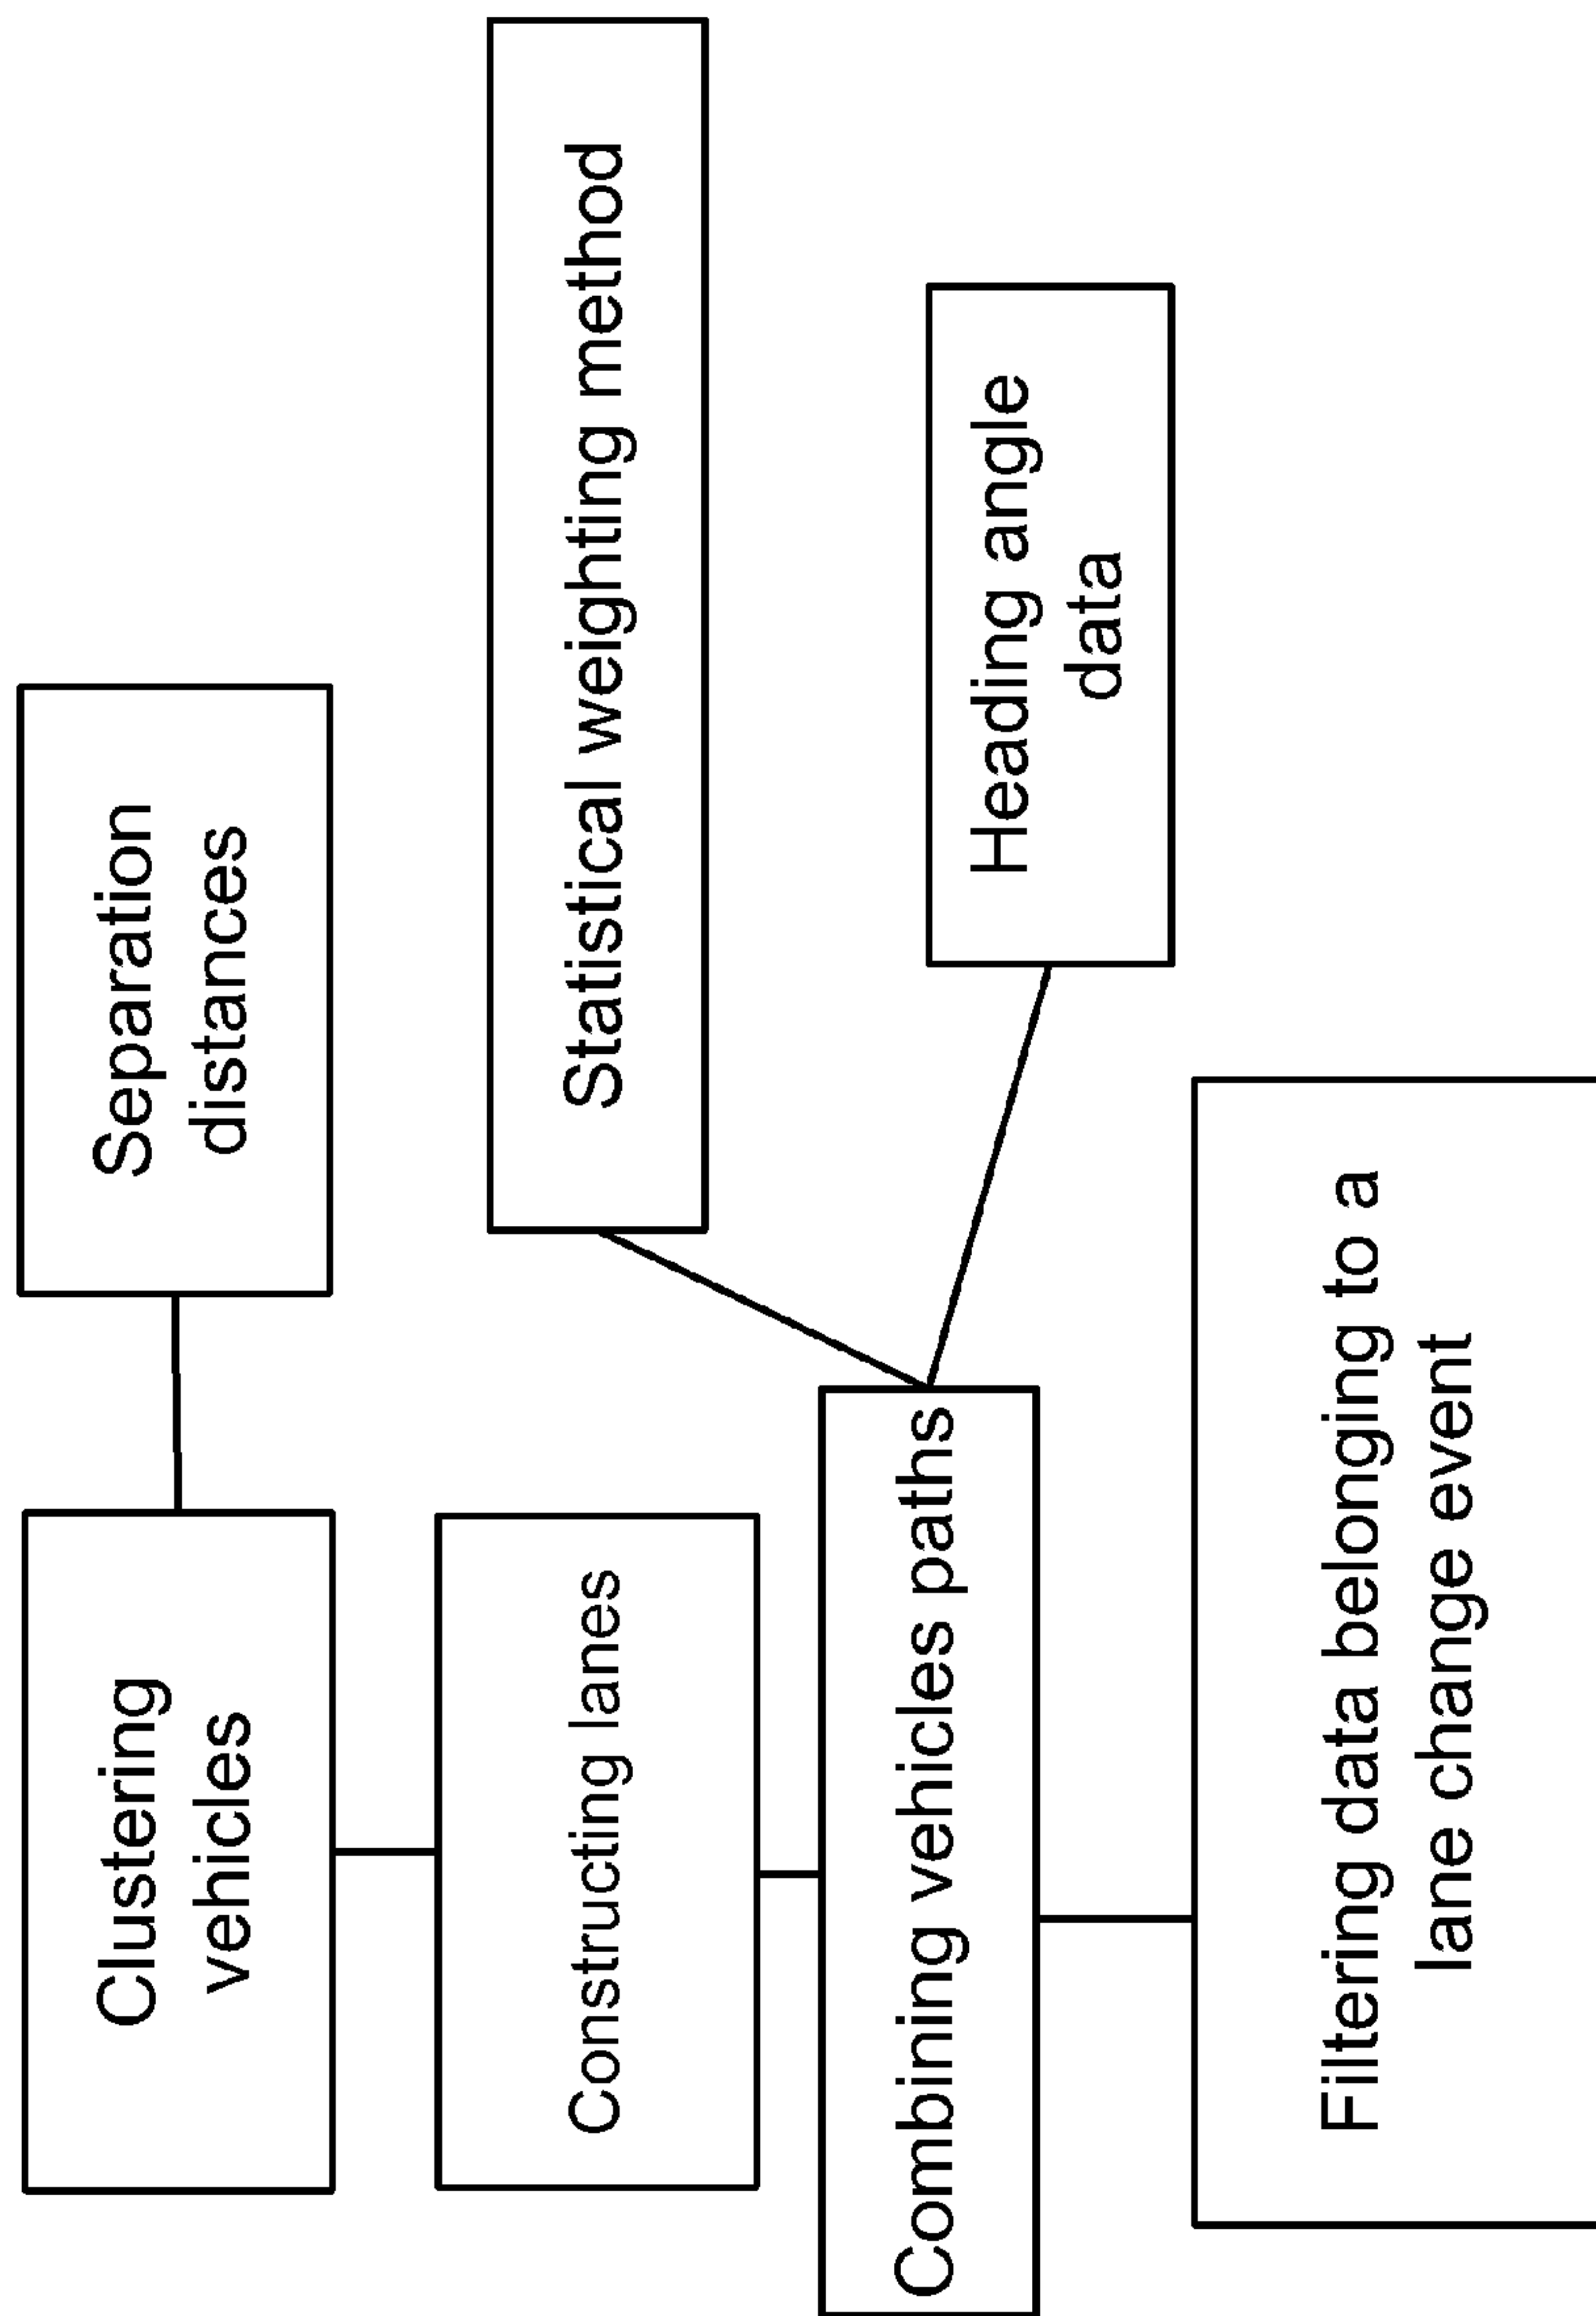 Clustering
vehicles
Separation
distances
Constructing lanes
Statistical weighting method
Combining vehicles paths
Heading angle
data
Filtering data belonging to a
lane change event